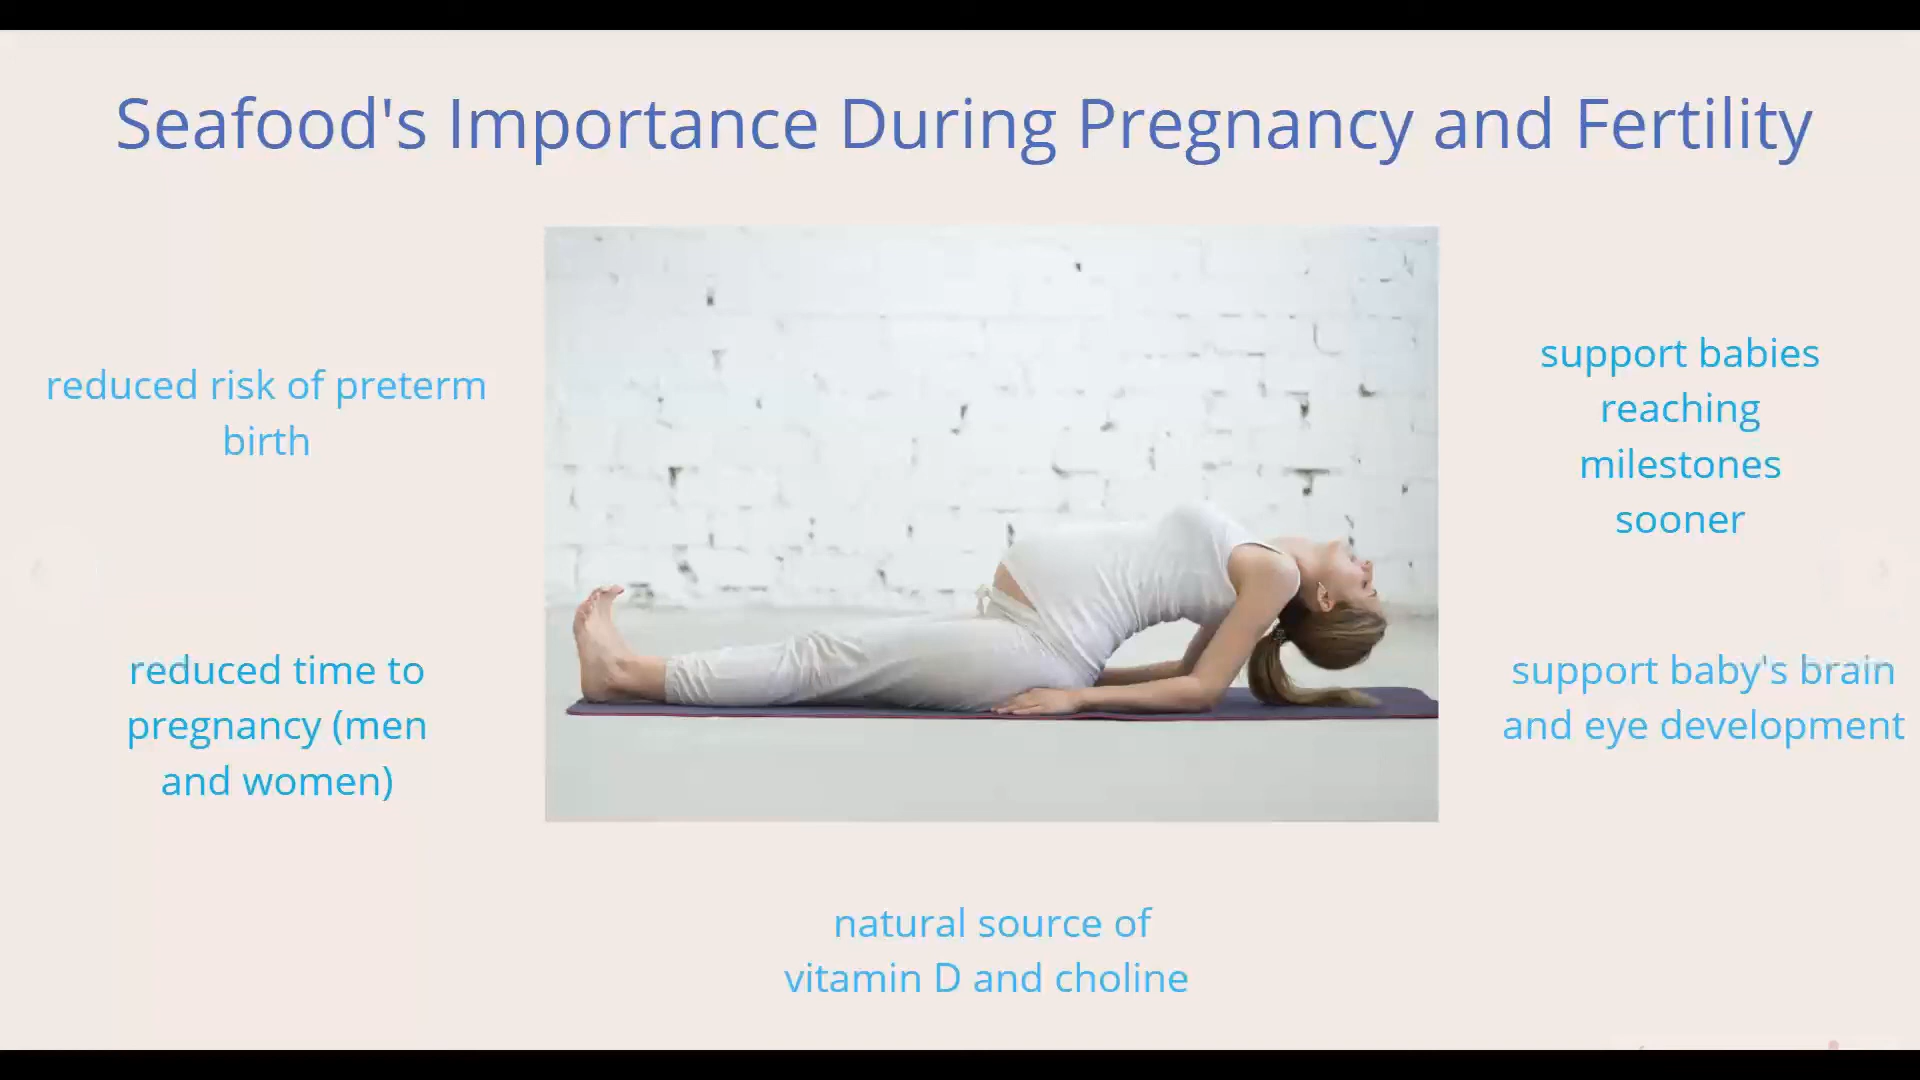 Seafood's Importance During Pregnancy and Fertility
reduced risk of preterm
birth
support babies
reaching
milestones
sooner
reduced time to
pregnancy (men
and women)
support baby's brain
and eye development
natural source of
vitamin D and choline